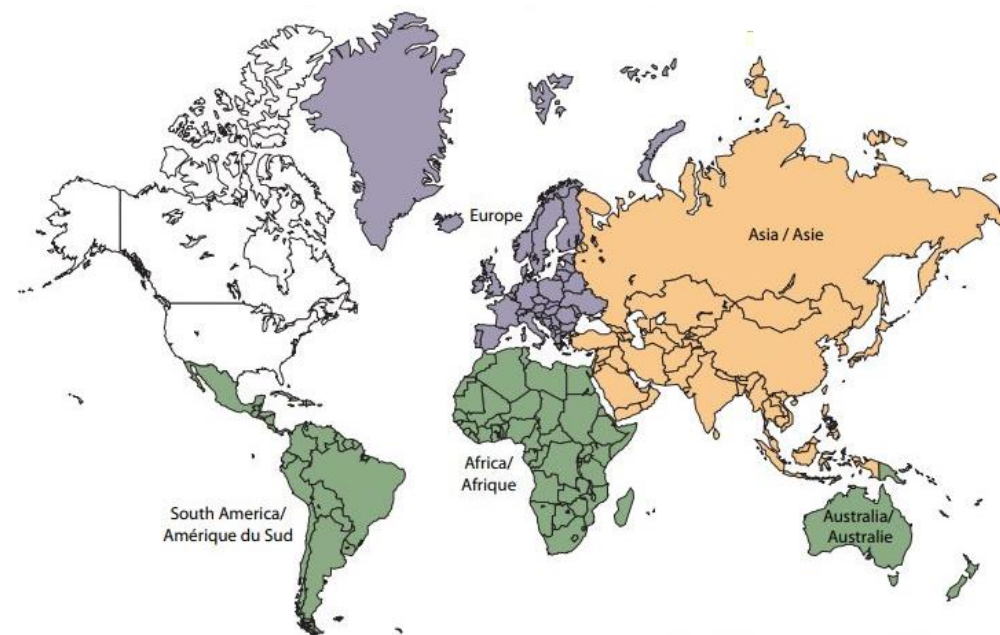 Europe
Asia / Asie
Africa/
Afrique
South America/
Amérique du Sud
Australia/
Australie